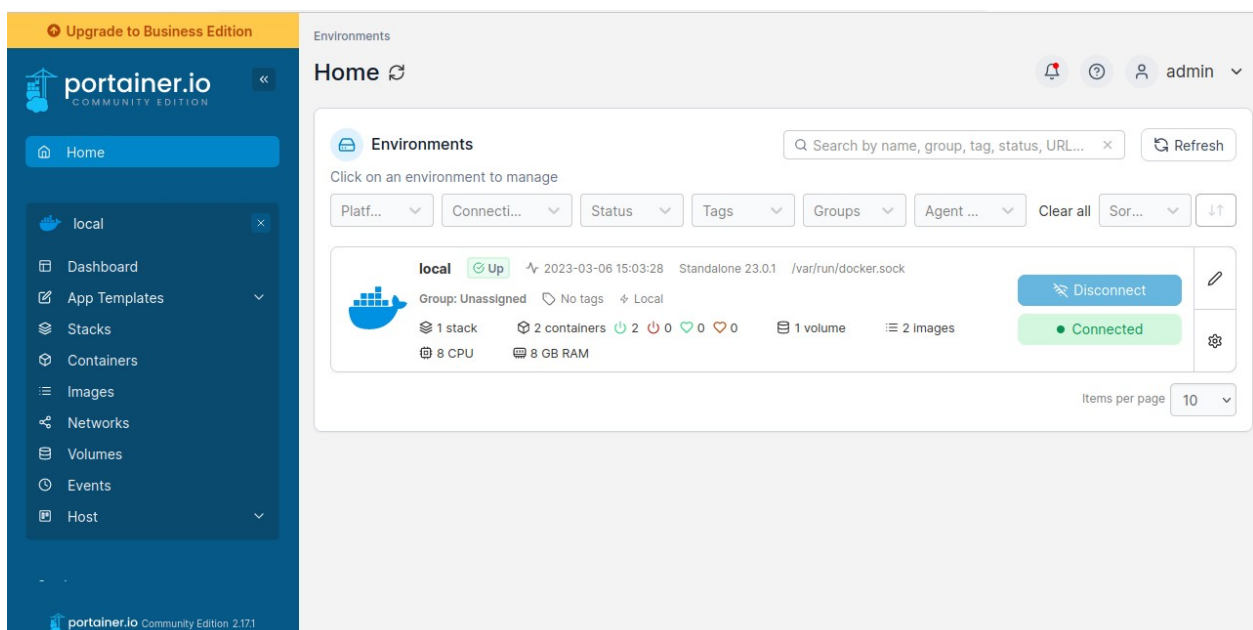 Upgrade to Business Edition
portainer.io
COMMUNITY EDITION
Home
local
Dashboard
App Templates
Stacks
Containers
Images
Networks
Volumes
Events
Host
portainer.io Community Edition 2.17.1
Environments
Home
admin
Environments
Search by name, group, tag, status, URL...
Refresh
Click on an environment to manage
Platf... Connecti... Status Tags Groups Agent ... Clear all Sor...
local Up 2023-03-06 15:03:28 Standalone 23.0.1 /var/run/docker.sock
Group: Unassigned No tags Local
1 stack 2 containers 2 0 0 0 1 volume 2 images
8 CPU 8 GB RAM
Disconnect
Connected
Items per page 10